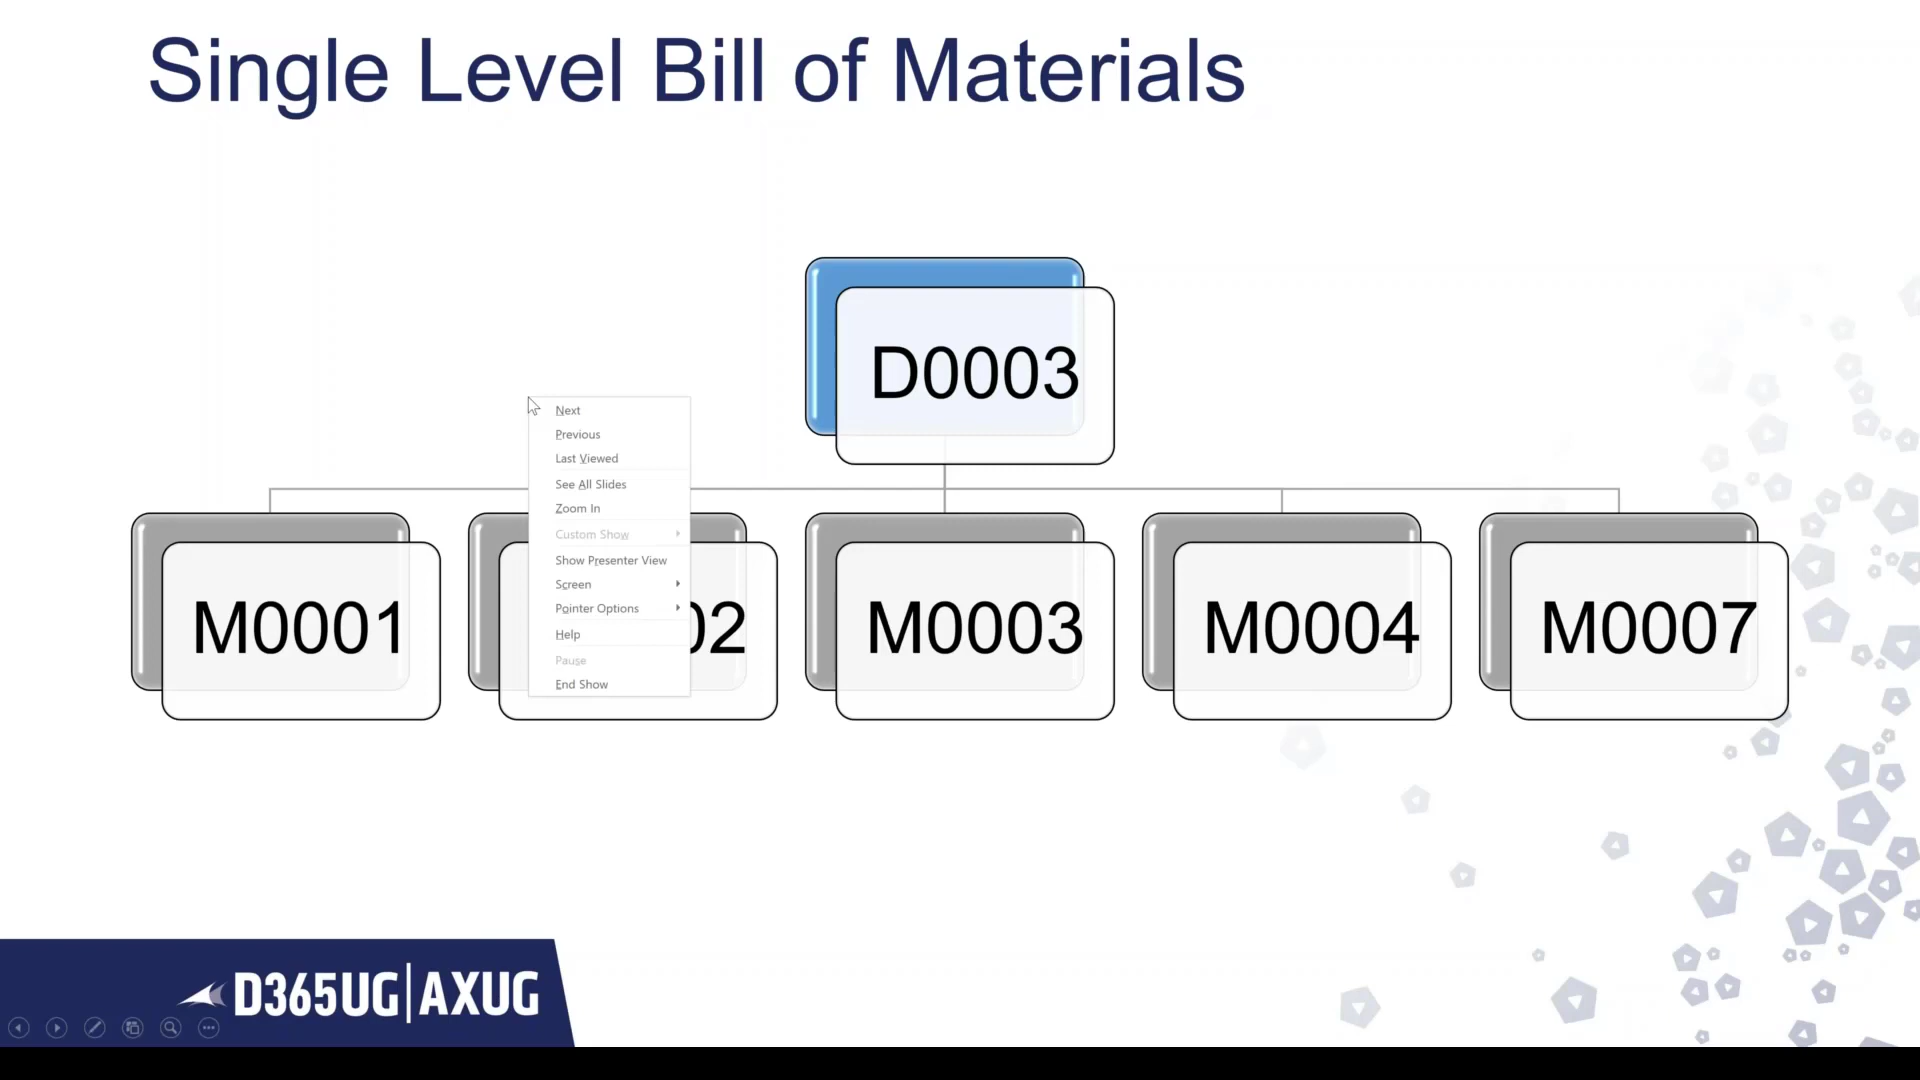 Single Level Bill of Materials
D0003
Next
Previous
Last Viewed
See All Slides
Zoom In
Custom Show
Show Presenter View
Screen
Pointer Options
Help
Pause
End Show
M0001
02
M0003
M0004
M0007
D365UG|AXUG